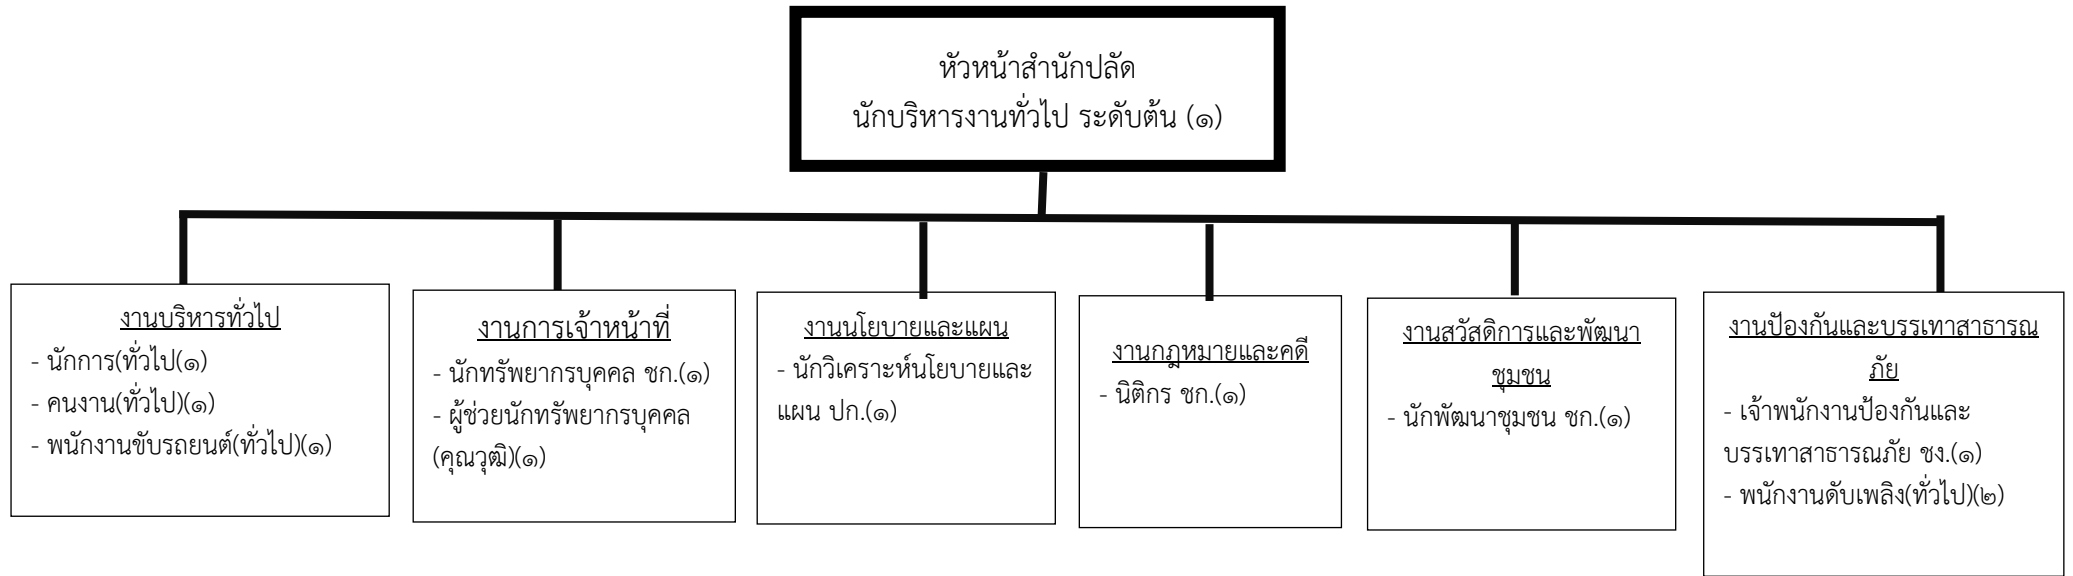 หัวหน้าสำนักปลัด
นักบริหารงานทั่วไป ระดับต้น (๑)
งานบริหารทั่วไป
- นักการ(ทั่วไป(๑)
- คนงาน(ทั่วไป)(๑)
- พนักงานขับรถยนต์(ทั่วไป)(๑)
งานการเจ้าหน้าที่
- นักทรัพยากรบุคคล ชก.(๑)
- ผู้ช่วยนักทรัพยากรบุคคล
(คุณวุฒิ)(๑)
งานนโยบายและแผน
- นักวิเคราะห์นโยบายและ
แผน ปก.(๑)
งานกฎหมายและคดี
- นิติกร ชก.(๑)
งานสวัสดิการและพัฒนา
ชุมชน
- นักพัฒนาชุมชน ชก.(๑)
งานป้องกันและบรรเทาสาธารณ
ภัย
- เจ้าพนักงานป้องกันและ
บรรเทาสาธารณภัย ชง.(๑)
- พนักงานดับเพลิง(ทั่วไป)(๒)